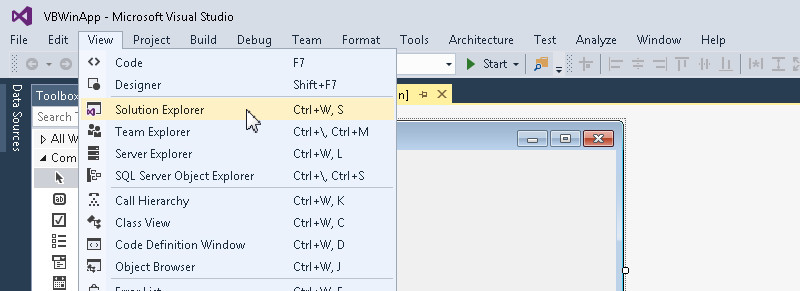 VBWinApp - Microsoft Visual Studio
File Edit View Project Build Debug Team Format Tools Architecture Test Analyze Window Help
Start
Data Sources
Toolbox
Search T
All W
Com
n]
Code F7
Designer Shift+F7
Solution Explorer Ctrl+W, S
Team Explorer Ctrl+\, Ctrl+M
Server Explorer Ctrl+W, L
SQL Server Object Explorer Ctrl+\, Ctrl+S
Call Hierarchy Ctrl+W, K
Class View Ctrl+W, C
Code Definition Window Ctrl+W, D
Object Browser Ctrl+W, J
Error List Ctrl+W, E